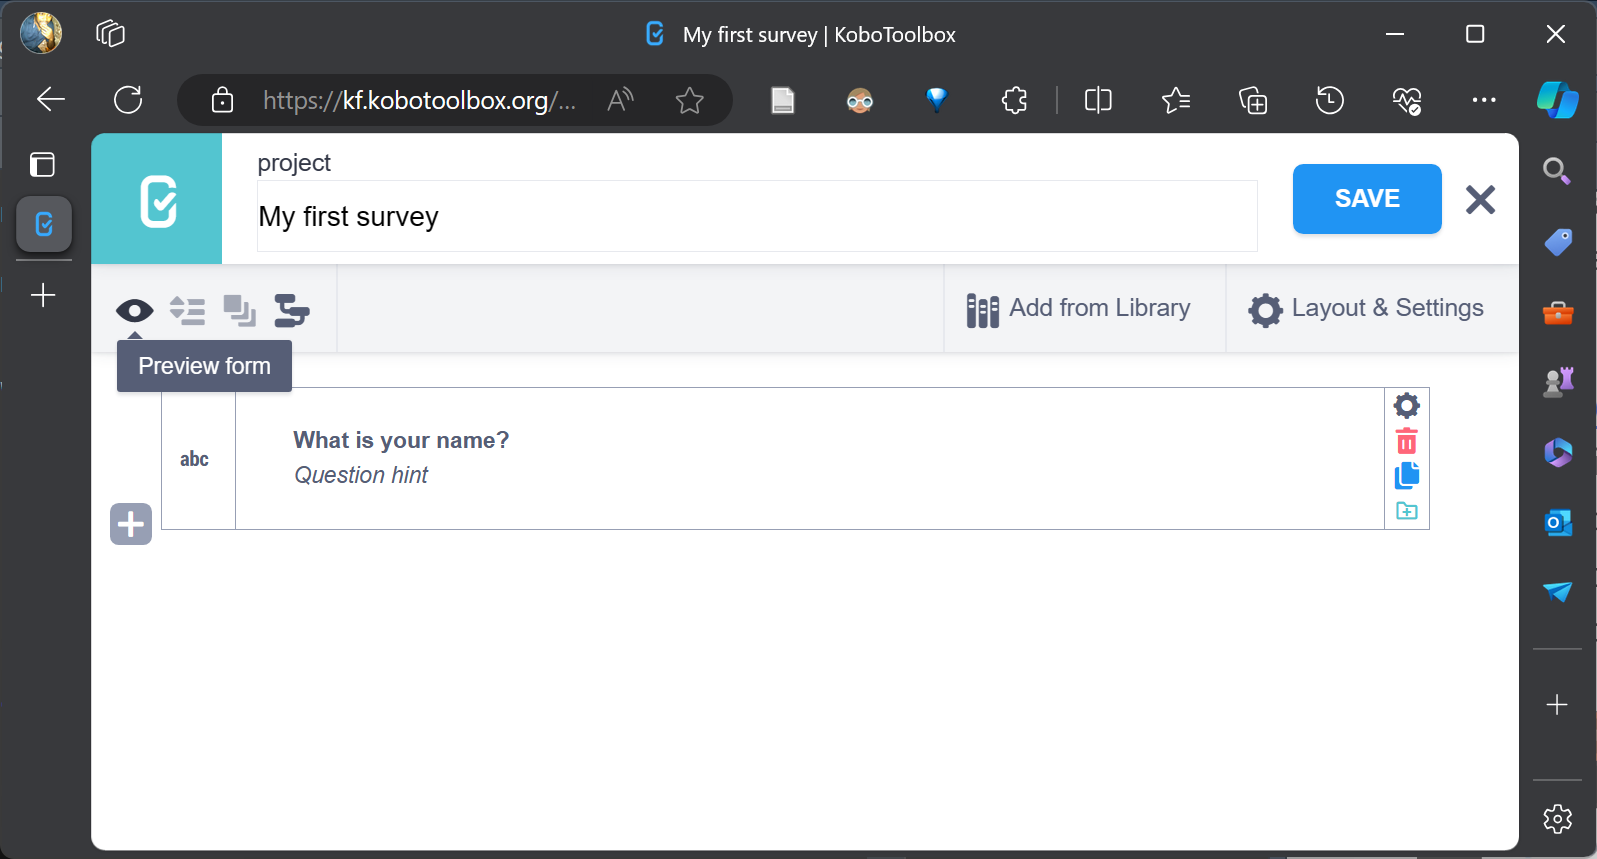 My first survey | KoboToolbox
https://kf.kobotoolbox.org/...
project
My first survey
SAVE
Add from Library
Layout & Settings
Preview form
abc
What is your name?
Question hint